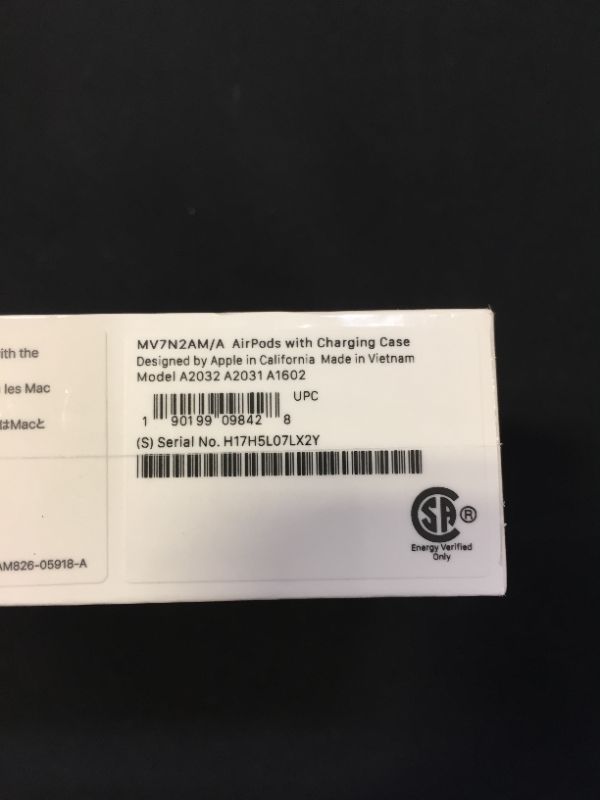 ith the
les Mac
はMacと
AM826-05918-A
MV7N2AM/A AirPods with Charging Case
Designed by Apple in California Made in Vietnam
Model A2032 A2031 A1602
UPC
1 90199 09842 8
(S) Serial No. H17H5L07LX2Y
SA ®
Energy Verified
Only